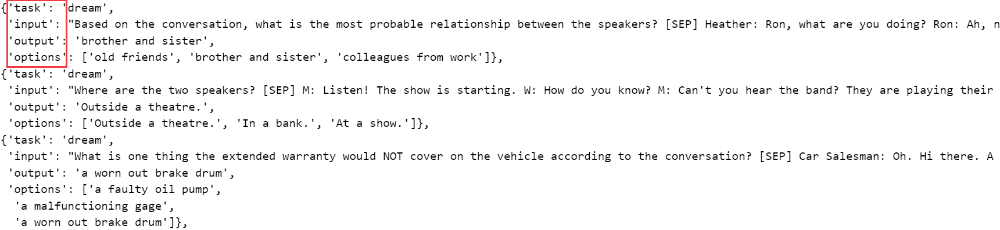 {'task': 'dream',
'input': "Based on the conversation, what is the most probable relationship between the speakers? [SEP] Heather: Ron, what are you doing? Ron: Ah, n
'output': 'brother and sister',
'options': ['old friends', 'brother and sister', 'colleagues from work']},
{'task': 'dream',
'input': "Where are the two speakers? [SEP] M: Listen! The show is starting. W: How do you know? M: Can't you hear the band? They are playing their
'output': 'Outside a theatre.',
'options': ['Outside a theatre.', 'In a bank.', 'At a show.']},
{'task': 'dream',
'input': "What is one thing the extended warranty would NOT cover on the vehicle according to the conversation? [SEP] Car Salesman: Oh. Hi there. A
'output': 'a worn out brake drum',
'options': ['a faulty oil pump',
'a malfunctioning gage',
'a worn out brake drum']},